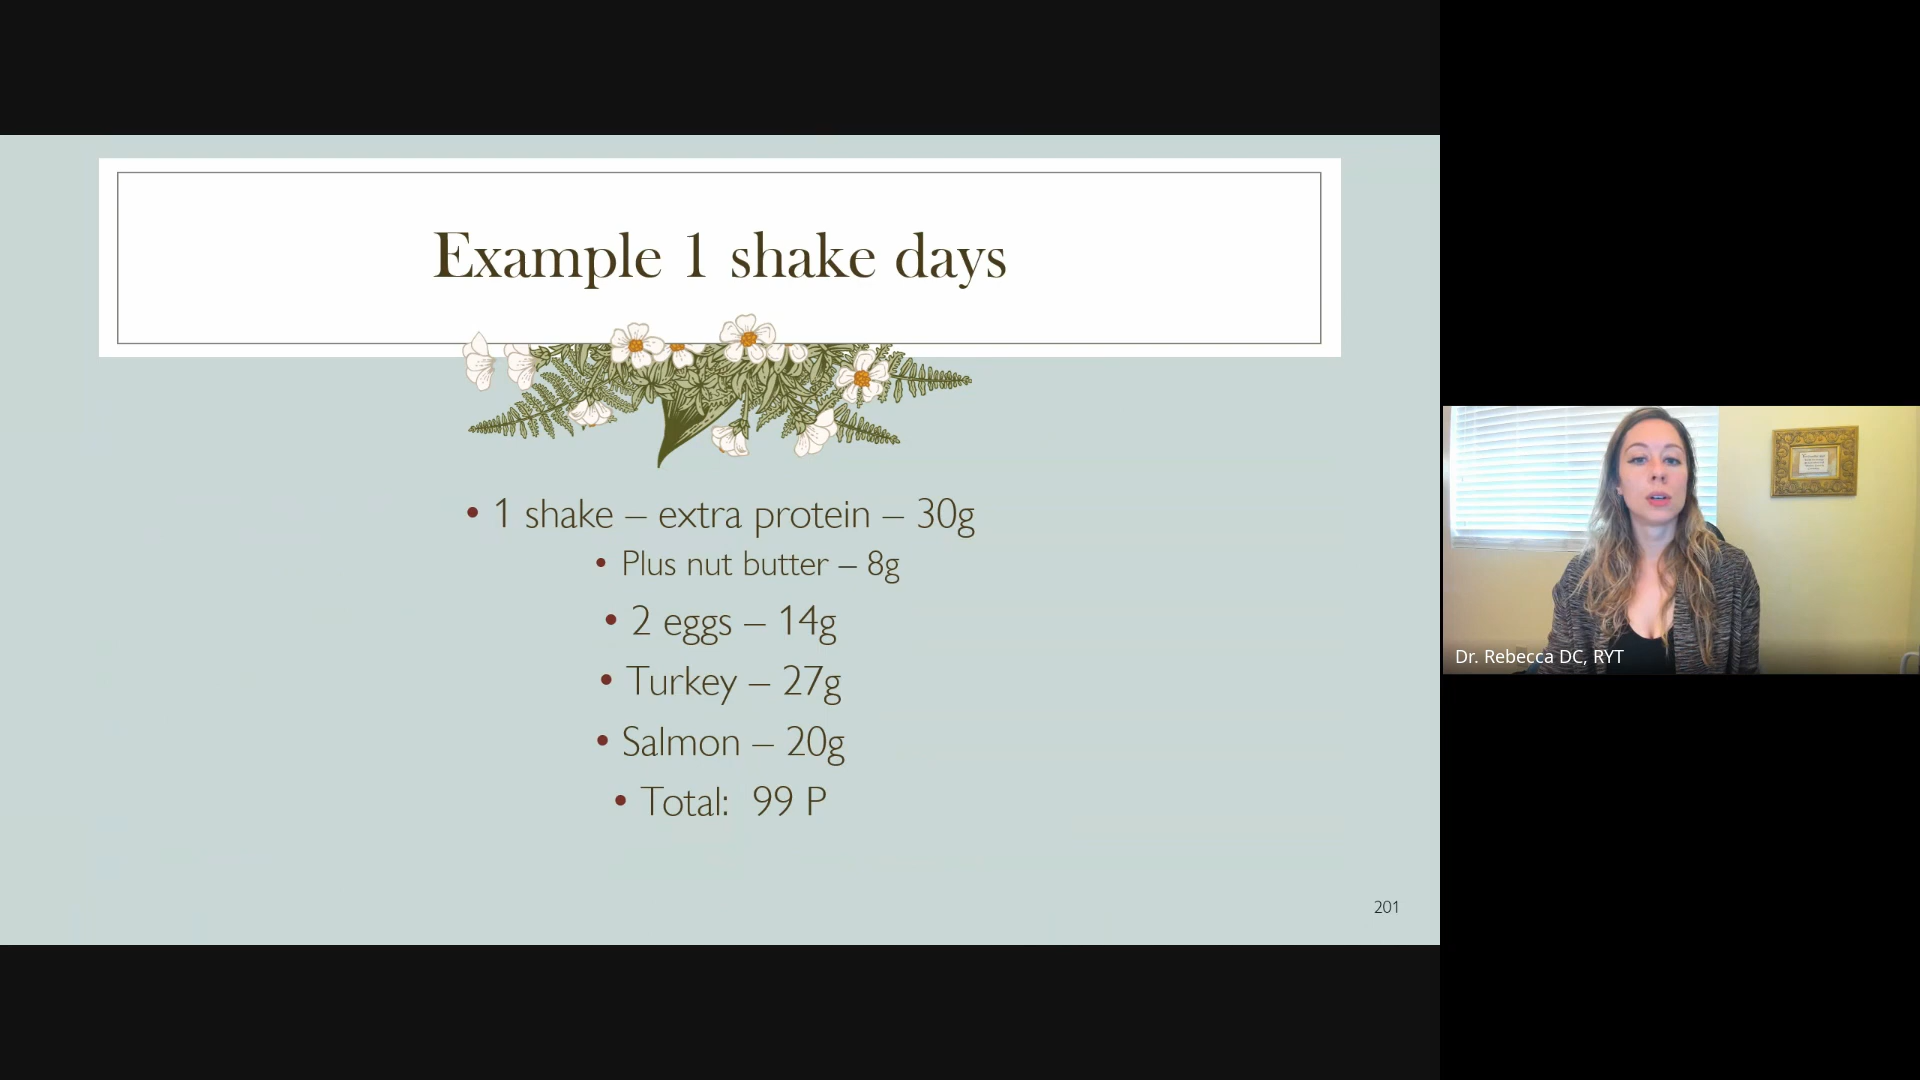 Example 1 shake days
• 1 shake – extra protein – 30g
• Plus nut butter – 8g
• 2 eggs – 14g
• Turkey – 27g
• Salmon – 20g
• Total:  99 P
201
Dr. Rebecca DC, RYT